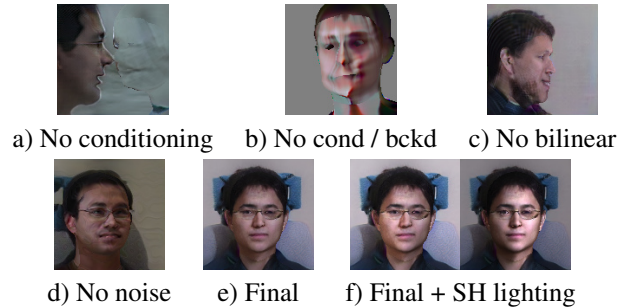 a) No conditioning b) No cond / bckd c) No bilinear
d) No noise e) Final f) Final + SH lighting